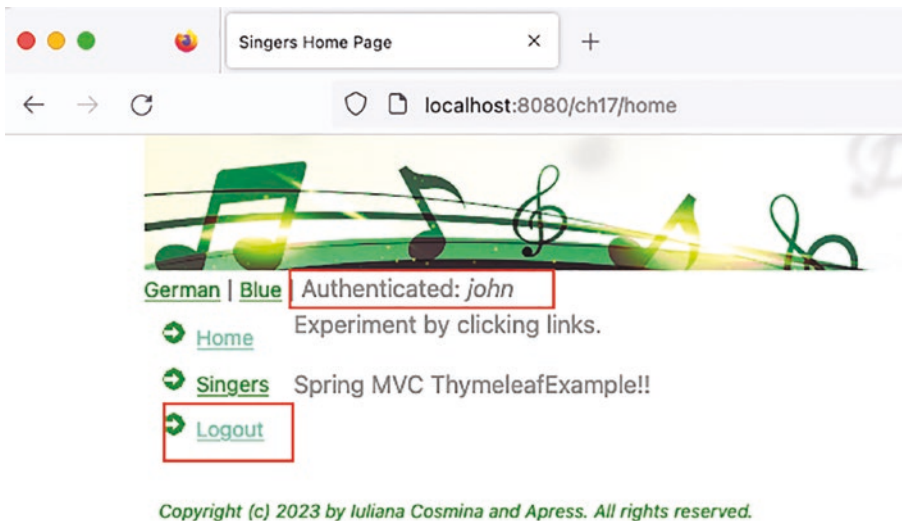 Singers Home Page
localhost:8080/ch17/home
German | Blue | Authenticated: john
Home
Experiment by clicking links.
Singers
Spring MVC ThymeleafExample!!
Logout
Copyright (c) 2023 by Iuliana Cosmina and Apress. All rights reserved.